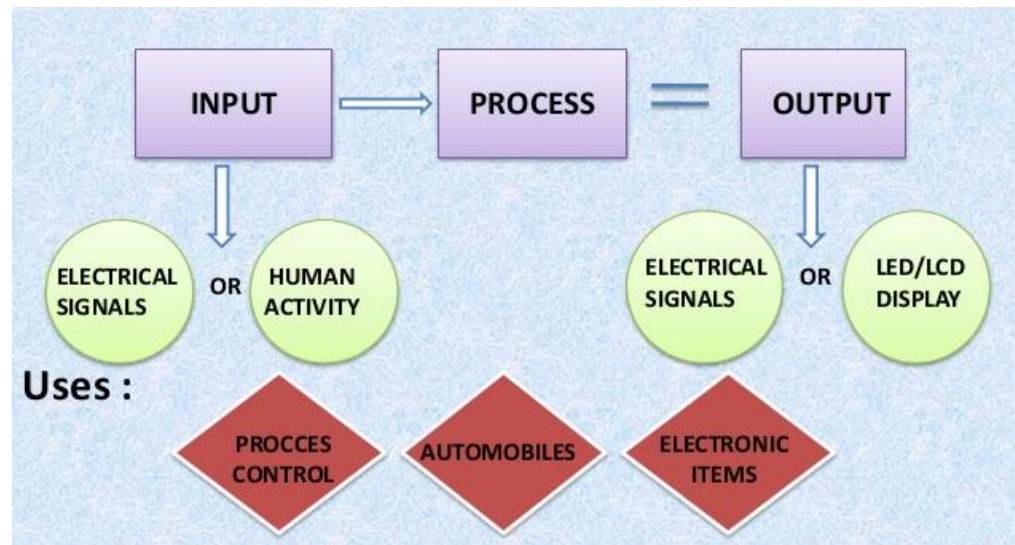 INPUT
PROCESS
OUTPUT
ELECTRICAL
SIGNALS
OR
HUMAN
ACTIVITY
ELECTRICAL
SIGNALS
OR
LED/LCD
DISPLAY
Uses :
PROCCES
CONTROL
AUTOMOBILES
ELECTRONIC
ITEMS